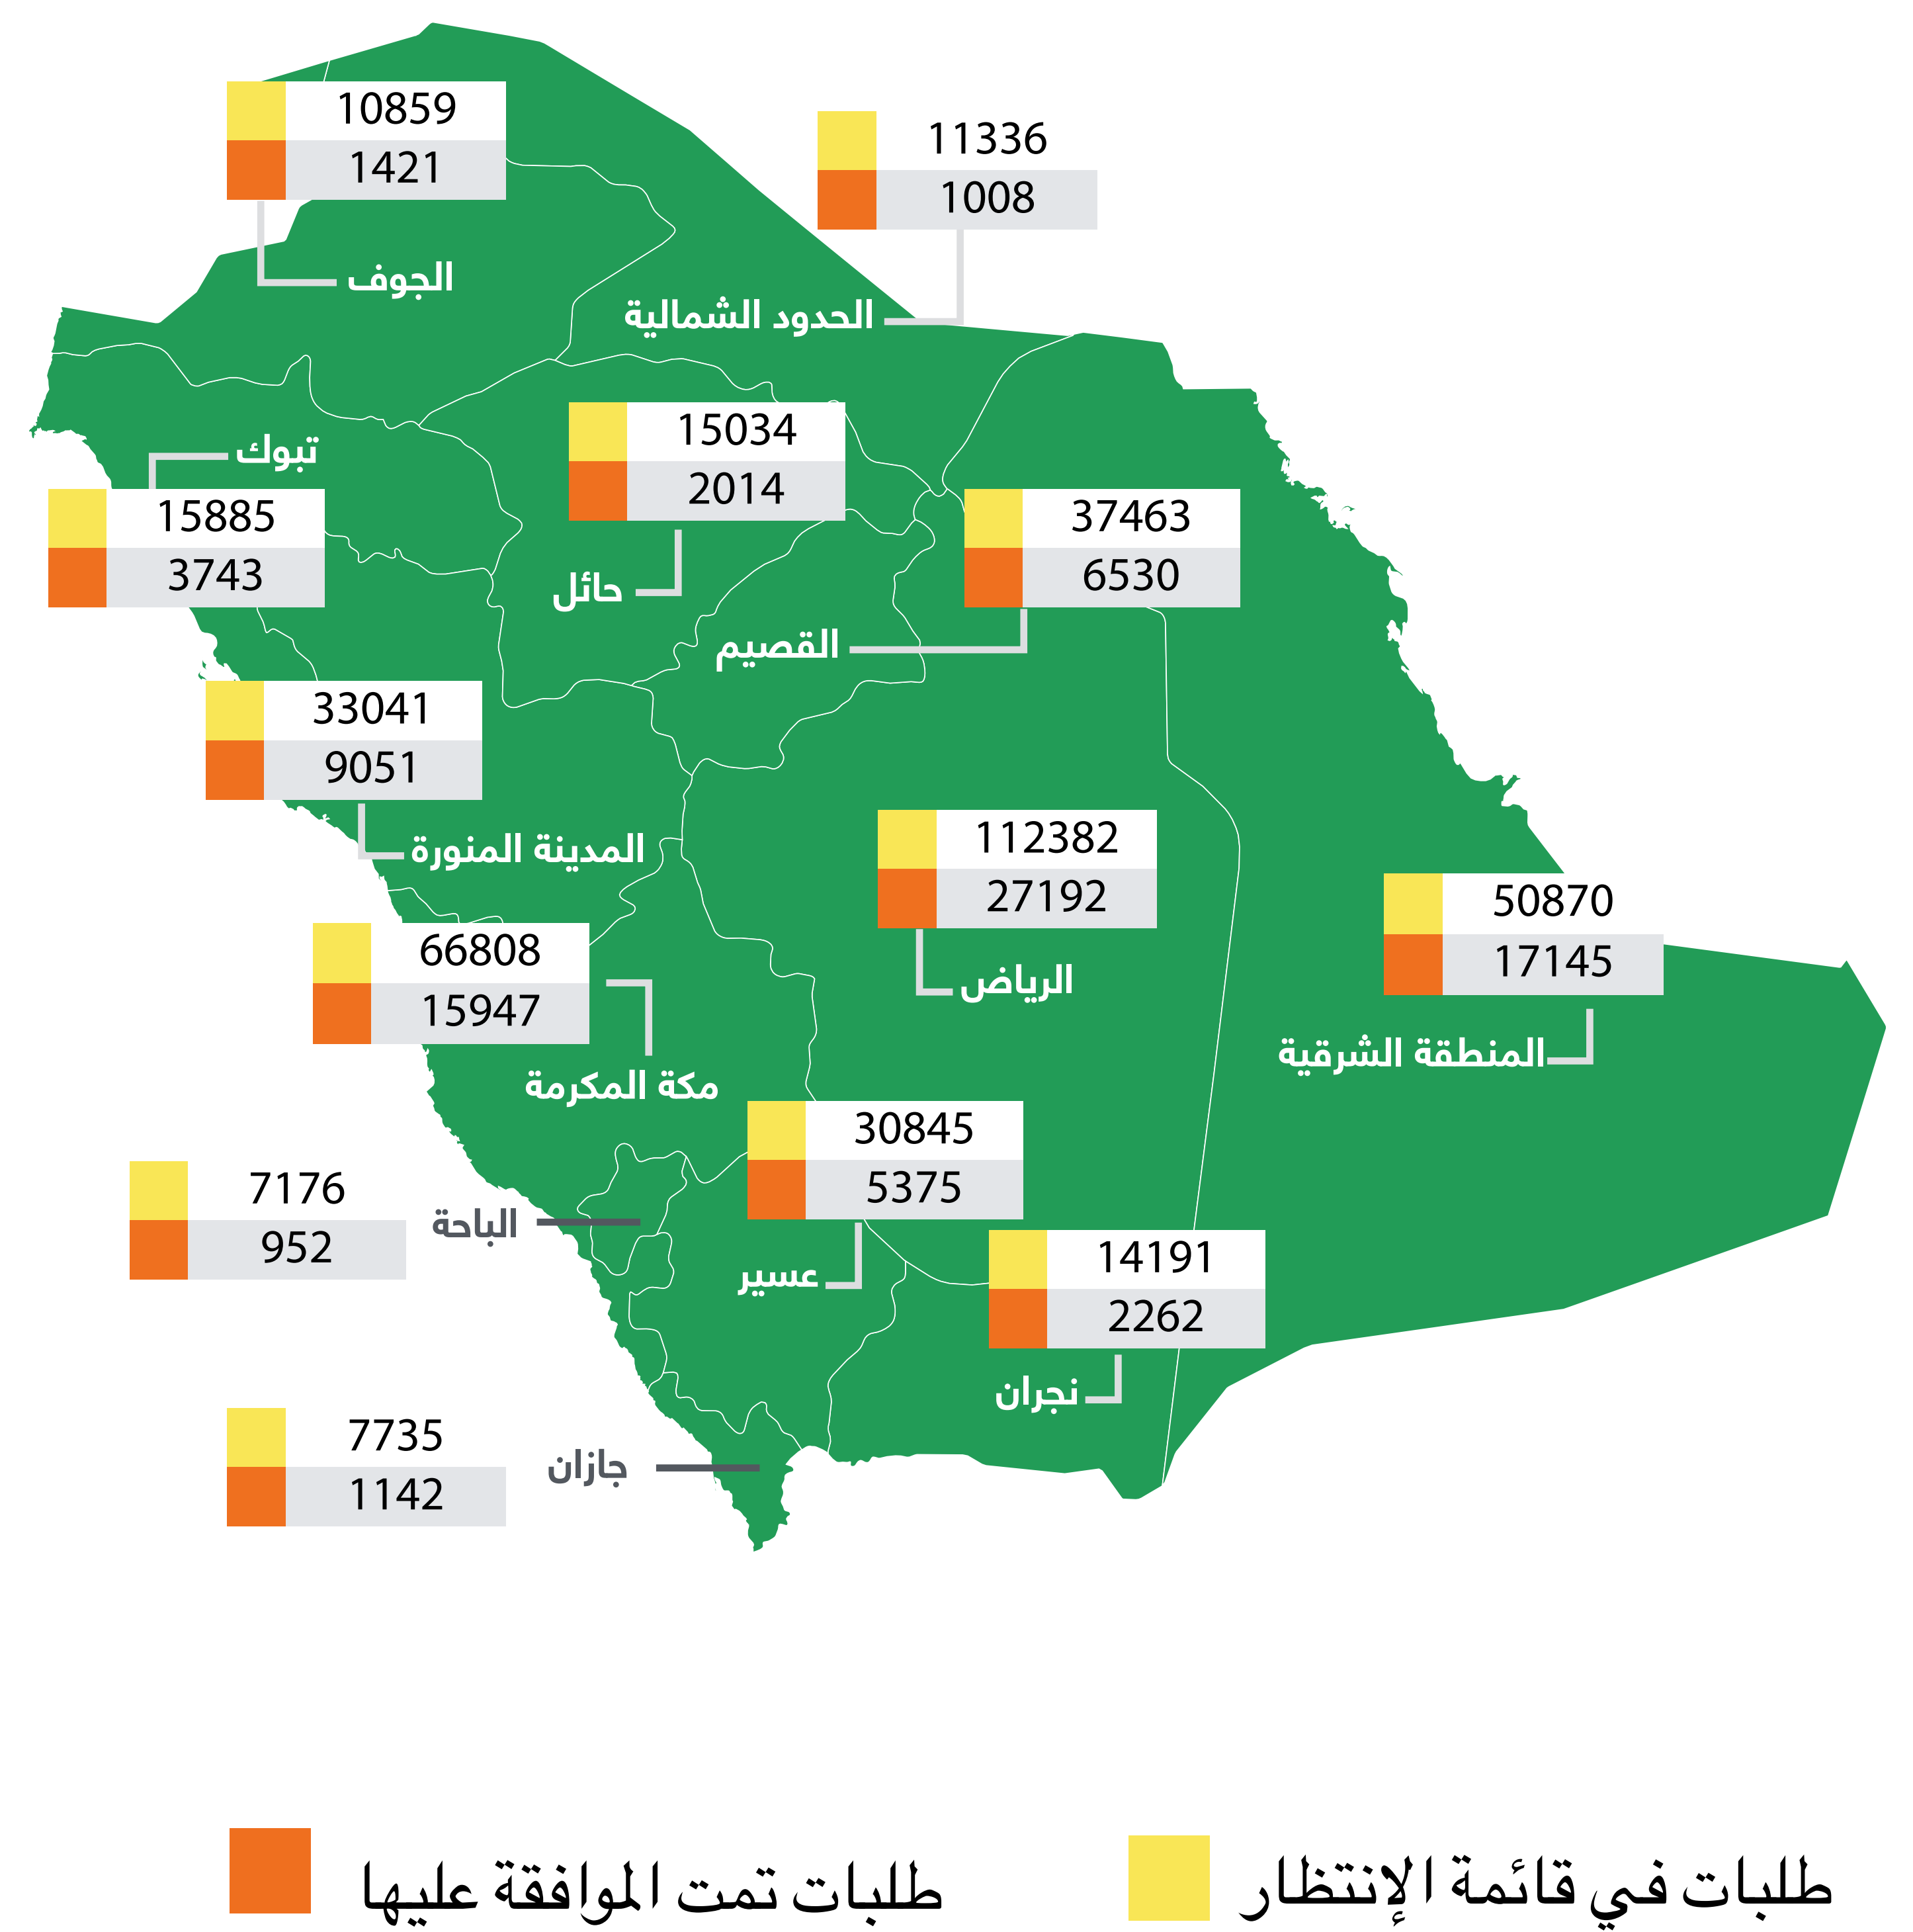 10859
1421
الجوف
11336
1008
الحدود الشمالية
تبوك
15885
3743
15034
2014
حائل
37463
6530
القصيم
33041
9051
المدينة المنورة
112382
27192
الرياض
50870
17145
المنطقة الشرقية
66808
15947
مكة المكرمة
30845
5375
عسير
7176
952
الباحة
14191
2262
نجران
7735
1142
جازان
طلبات في قائمة الإنتظار
طلبات تمت الموافقة عليها